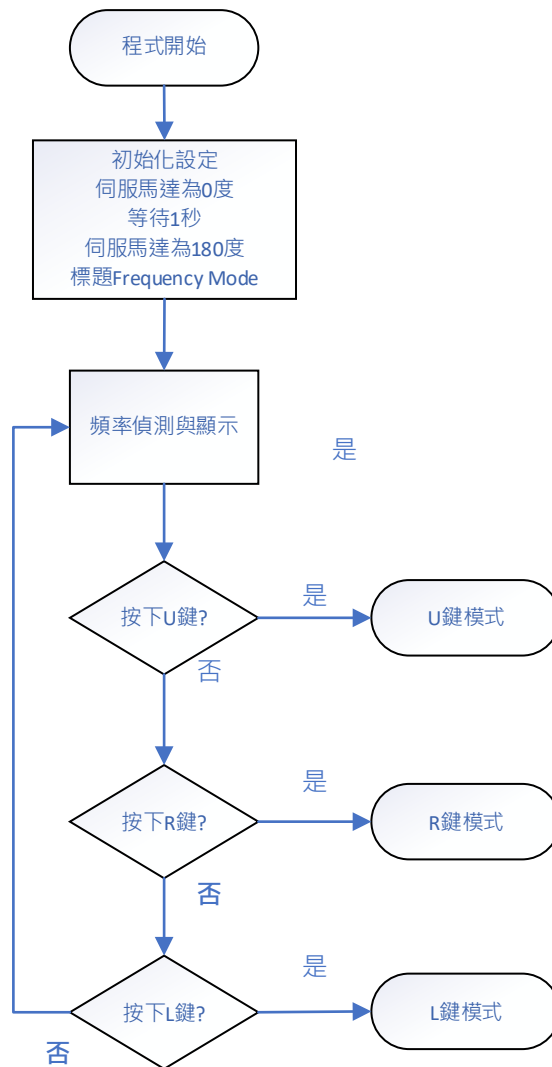 程式開始
初始化設定
伺服馬達為0度
等待1秒
伺服馬達為180度
標題Frequency Mode
頻率偵測與顯示
是
按下U鍵?
是
U鍵模式
否
按下R鍵?
是
R鍵模式
否
按下L鍵?
是
L鍵模式
否